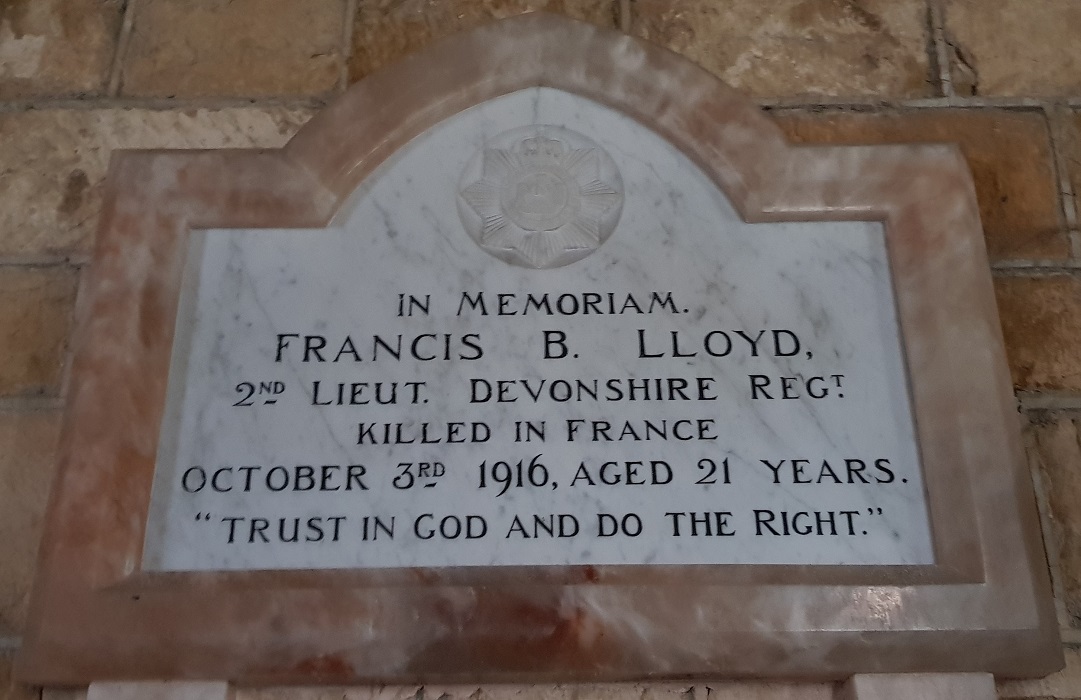 IN MEMORIAM.
FRANCIS B. LLOYD,
2ND LIEUT. DEVONSHIRE REGT.
KILLED IN FRANCE
OCTOBER 3RD 1916, AGED 21 YEARS.
"TRUST IN GOD AND DO THE RIGHT."